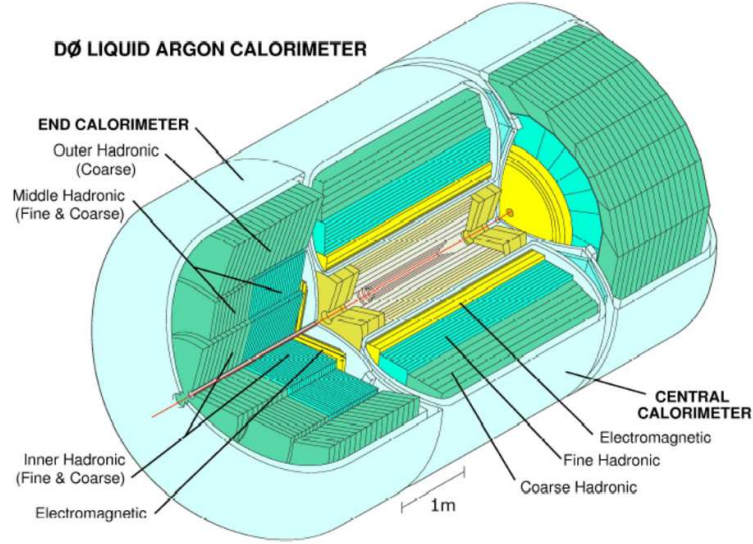 DØ LIQUID ARGON CALORIMETER
END CALORIMETER
Outer Hadronic
(Coarse)
Middle Hadronic
(Fine & Coarse)
Inner Hadronic
(Fine & Coarse)
Electromagnetic
1m
CENTRAL
CALORIMETER
Electromagnetic
Fine Hadronic
Coarse Hadronic